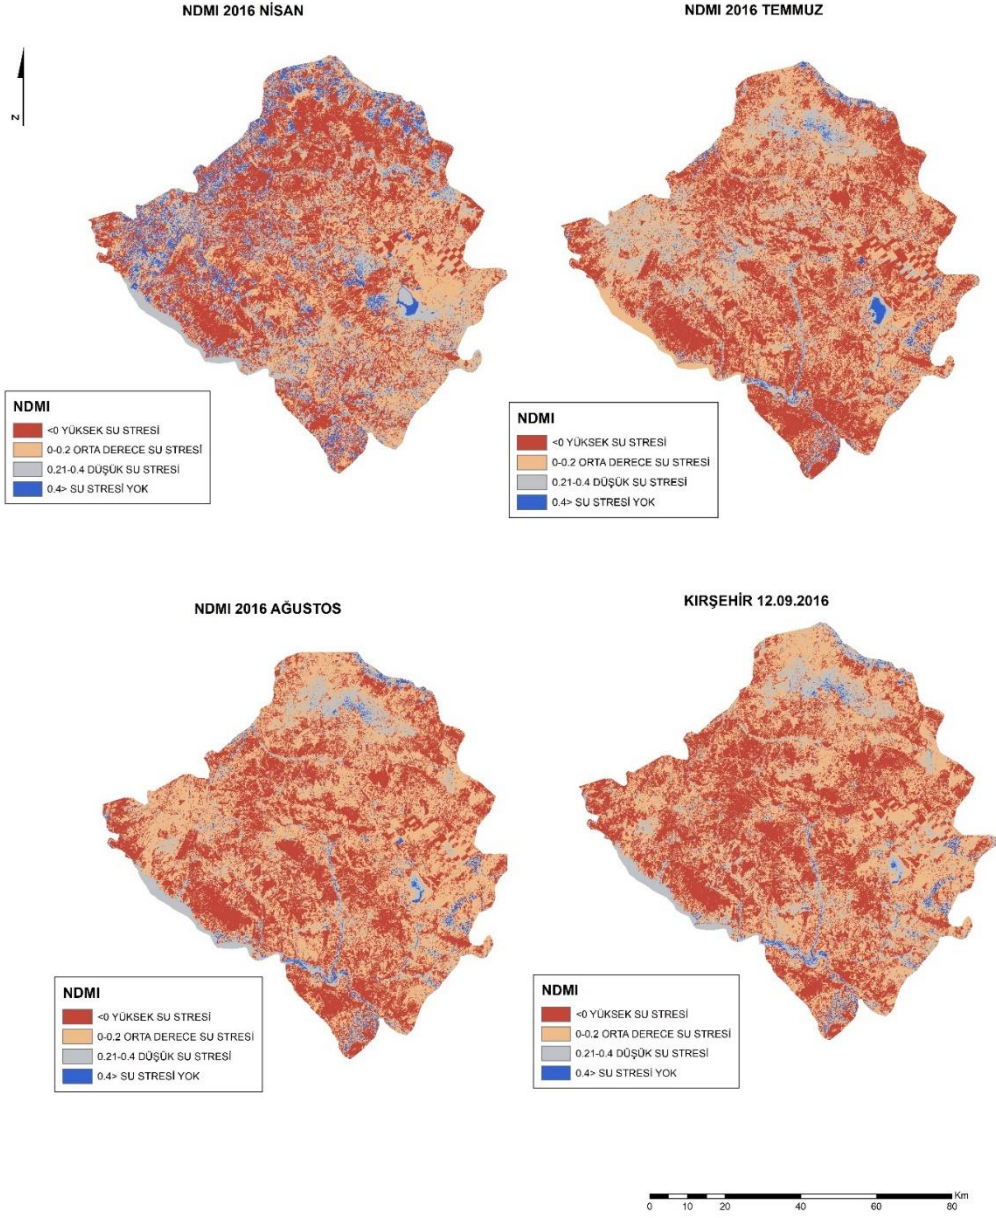 NDMI 2016 NİSAN
NDMI 2016 TEMMUZ
N
NDMI
<0 YÜKSEK SU STRESİ
0-0.2 ORTA DERECE SU STRESİ
0.21-0.4 DÜŞÜK SU STRESİ
0.4> SU STRESİ YOK
NDMI
<0 YÜKSEK SU STRESİ
0-0.2 ORTA DERECE SU STRESİ
0.21-0.4 DÜŞÜK SU STRESİ
0.4> SU STRESİ YOK
NDMI 2016 AĞUSTOS
KIRŞEHİR 12.09.2016
NDMI
<0 YÜKSEK SU STRESİ
0-0.2 ORTA DERECE SU STRESİ
0.21-0.4 DÜŞÜK SU STRESİ
0.4> SU STRESİ YOK
NDMI
<0 YÜKSEK SU STRESİ
0-0.2 ORTA DERECE SU STRESİ
0.21-0.4 DÜŞÜK SU STRESİ
0.4> SU STRESİ YOK
Km
0 10 20 40 60 80